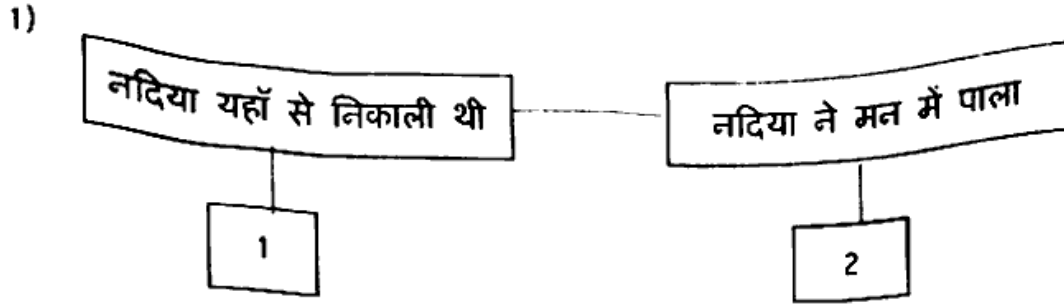 1)
नदिया यहाँ से निकाली थी
नदिया ने मन में पाला
1
2